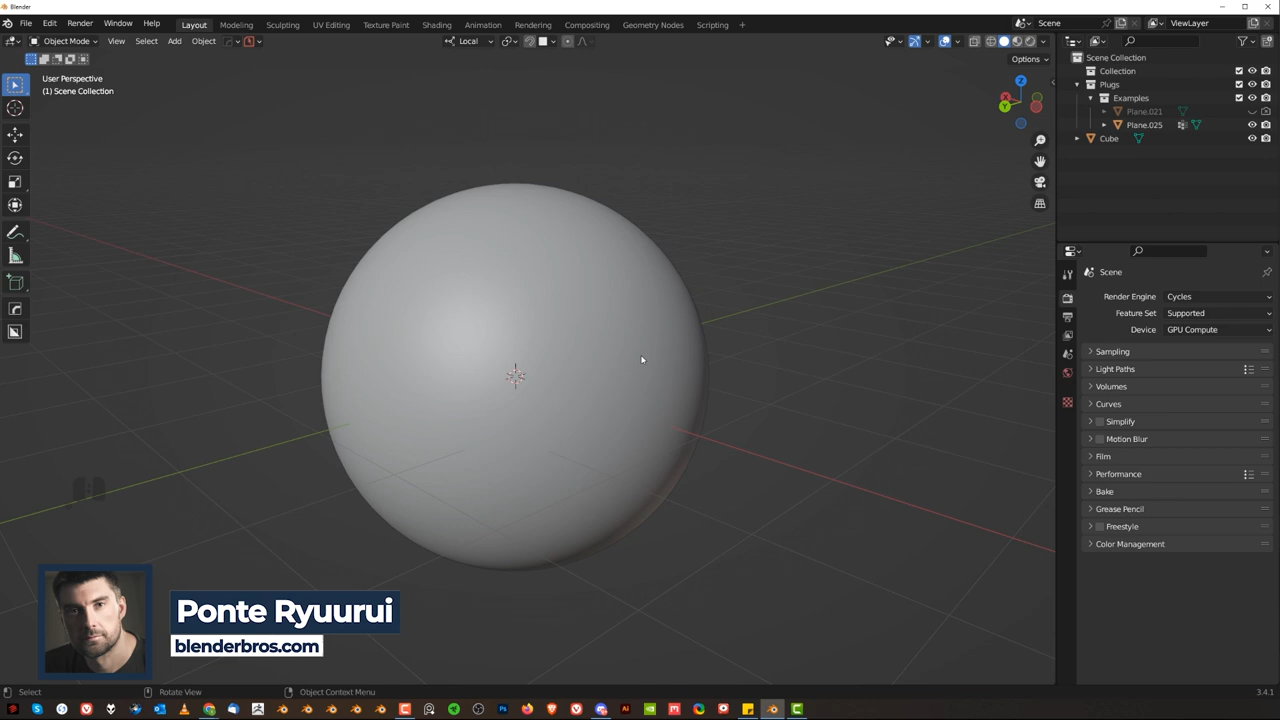 Blender
File Edit Render Window Help Layout Modeling Sculpting UV Editing Texture Paint Shading Animation Rendering Compositing Geometry Nodes Scripting + Scene ViewLayer
Object Mode View Select Add Object Local
Options
User Perspective
(1) Scene Collection
Z
X
Y
Scene Collection
Collection
Plugs
Examples
Plane.021
Plane.025
Cube
Scene
Render Engine Cycles
Feature Set Supported
Device GPU Compute
Sampling
Light Paths
Volumes
Curves
Simplify
Motion Blur
Film
Performance
Bake
Grease Pencil
Freestyle
Color Management
Ponte Ryuurui
blenderbros.com
Select Rotate View Object Context Menu 3.4.1